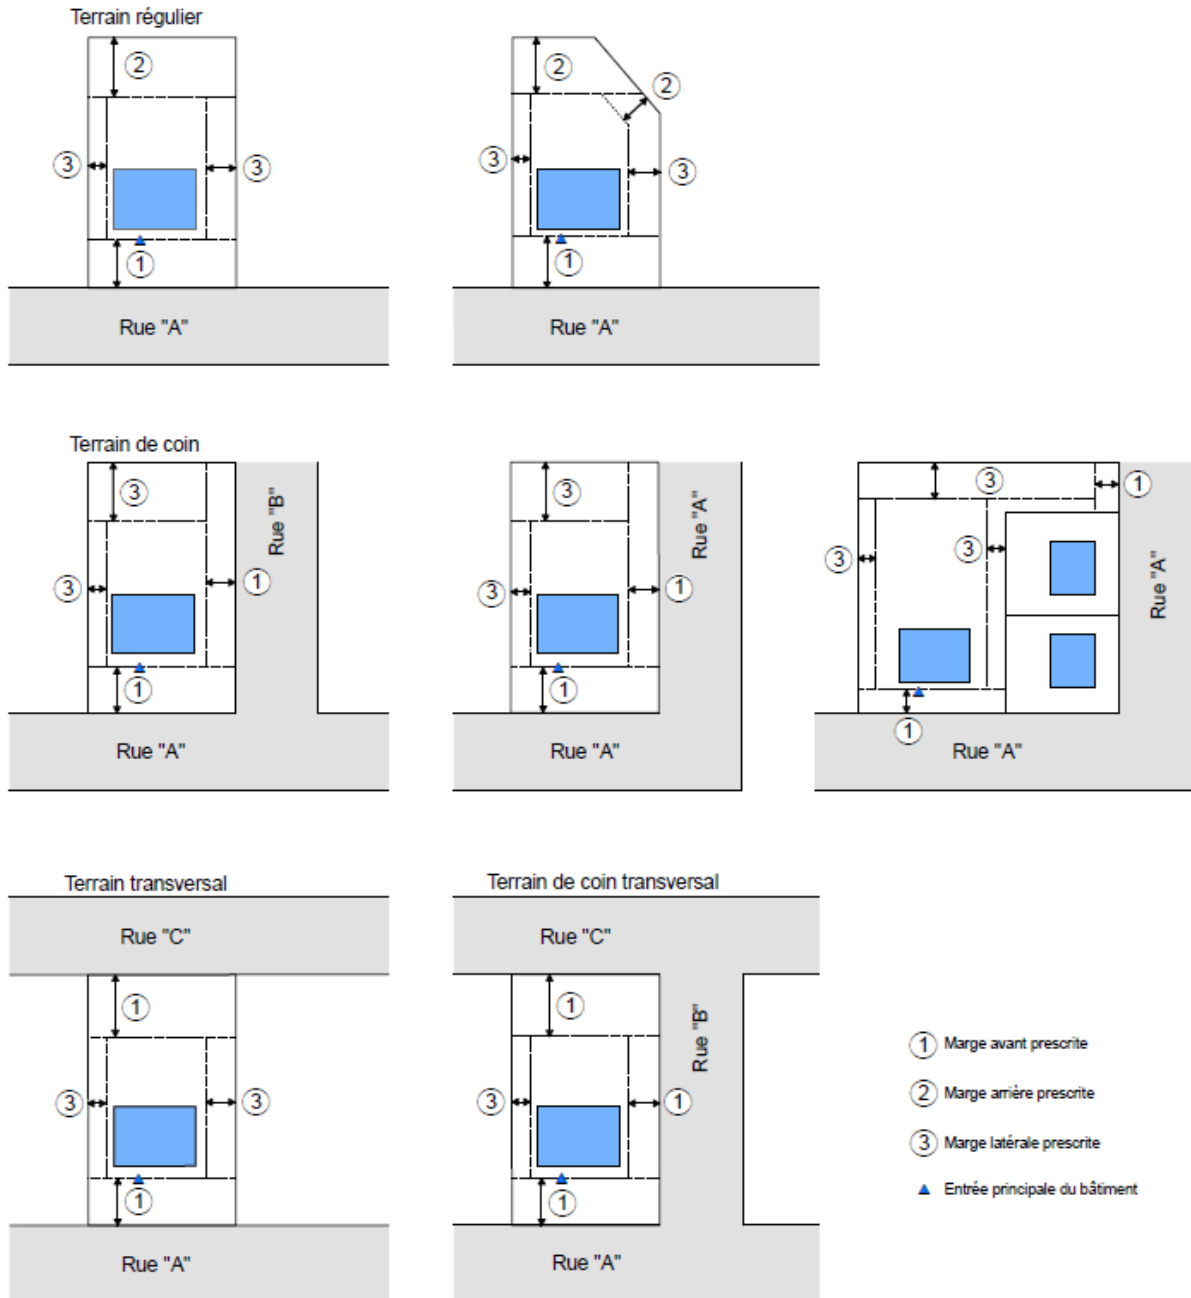 Terrain régulier
2
3
3
1
Rue "A"
2
2
3
3
1
Rue "A"
Terrain de coin
3
3
1
1
Rue "B"
Rue "A"
3
3
1
1
Rue "A"
Rue "A"
3
1
3
3
1
Rue "A"
Rue "A"
Terrain transversal
Rue "C"
1
3
3
1
Rue "A"
Terrain de coin transversal
Rue "C"
1
Rue "B"
3
1
1
Rue "A"
1 Marge avant prescrite
2 Marge arrière prescrite
3 Marge latérale prescrite
Entrée principale du bâtiment